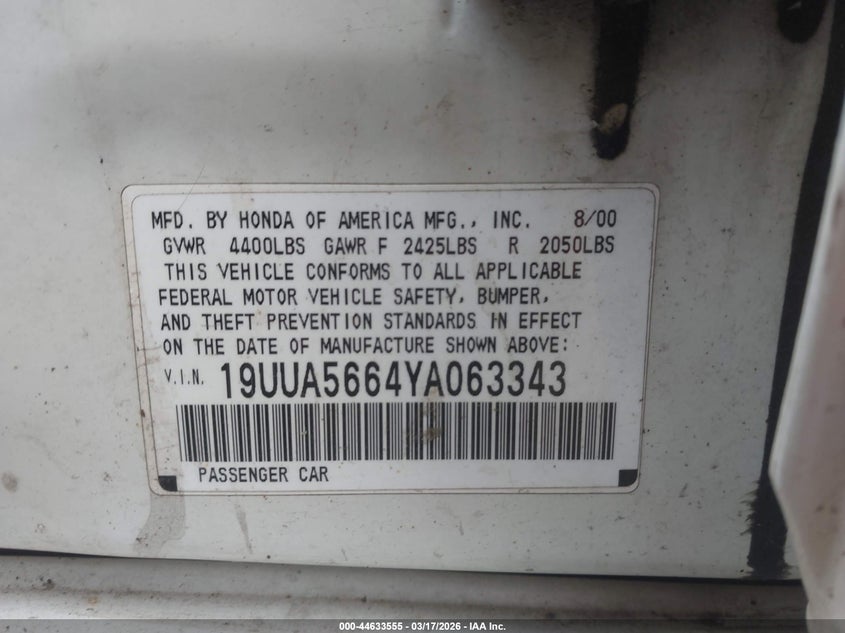 MFD. BY HONDA OF AMERICA MFG., INC. 8/00
GVWR 4400LBS GAWR F 2425LBS R 2050LBS
THIS VEHICLE CONFORMS TO ALL APPLICABLE
FEDERAL MOTOR VEHICLE SAFETY, BUMPER,
AND THEFT PREVENTION STANDARDS IN EFFECT
ON THE DATE OF MANUFACTURE SHOWN ABOVE:
V.I.N. 19UUA5664YA063343
PASSENGER CAR
000-44633555 - 03/17/2026 - IAA Inc.